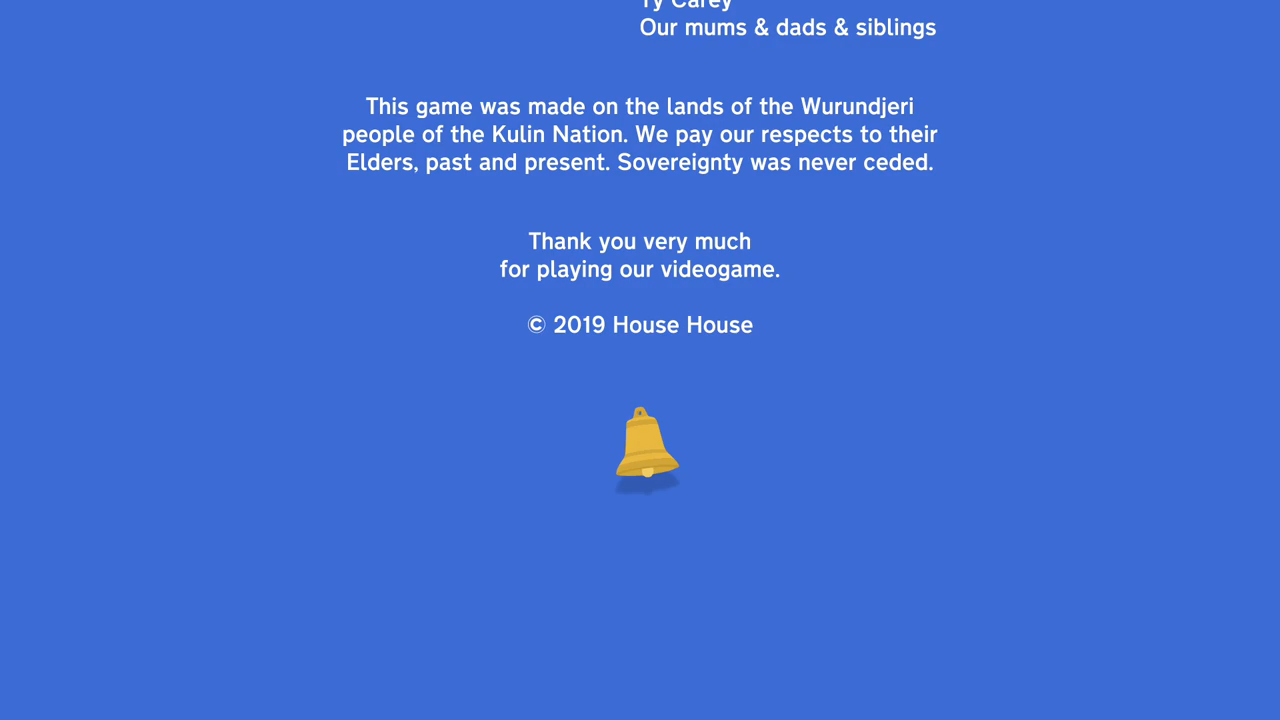 Ty Carey
Our mums & dads & siblings
This game was made on the lands of the Wurundjeri
people of the Kulin Nation. We pay our respects to their
Elders, past and present. Sovereignty was never ceded.
Thank you very much
for playing our videogame.
© 2019 House House